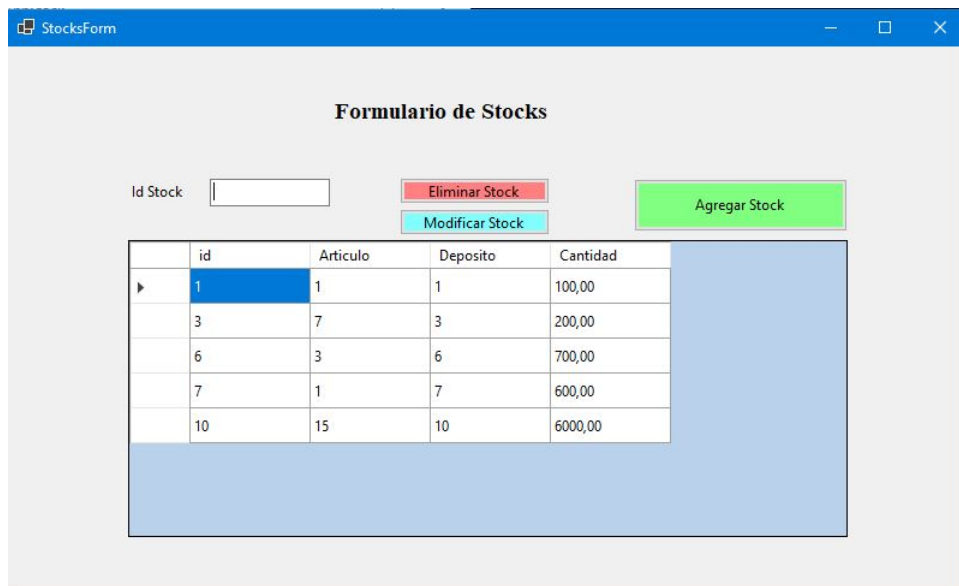 StocksForm
Formulario de Stocks
Id Stock
Eliminar Stock
Modificar Stock
Agregar Stock
id Articulo Deposito Cantidad
1 1 1 100,00
3 7 3 200,00
6 3 6 700,00
7 1 7 600,00
10 15 10 6000,00